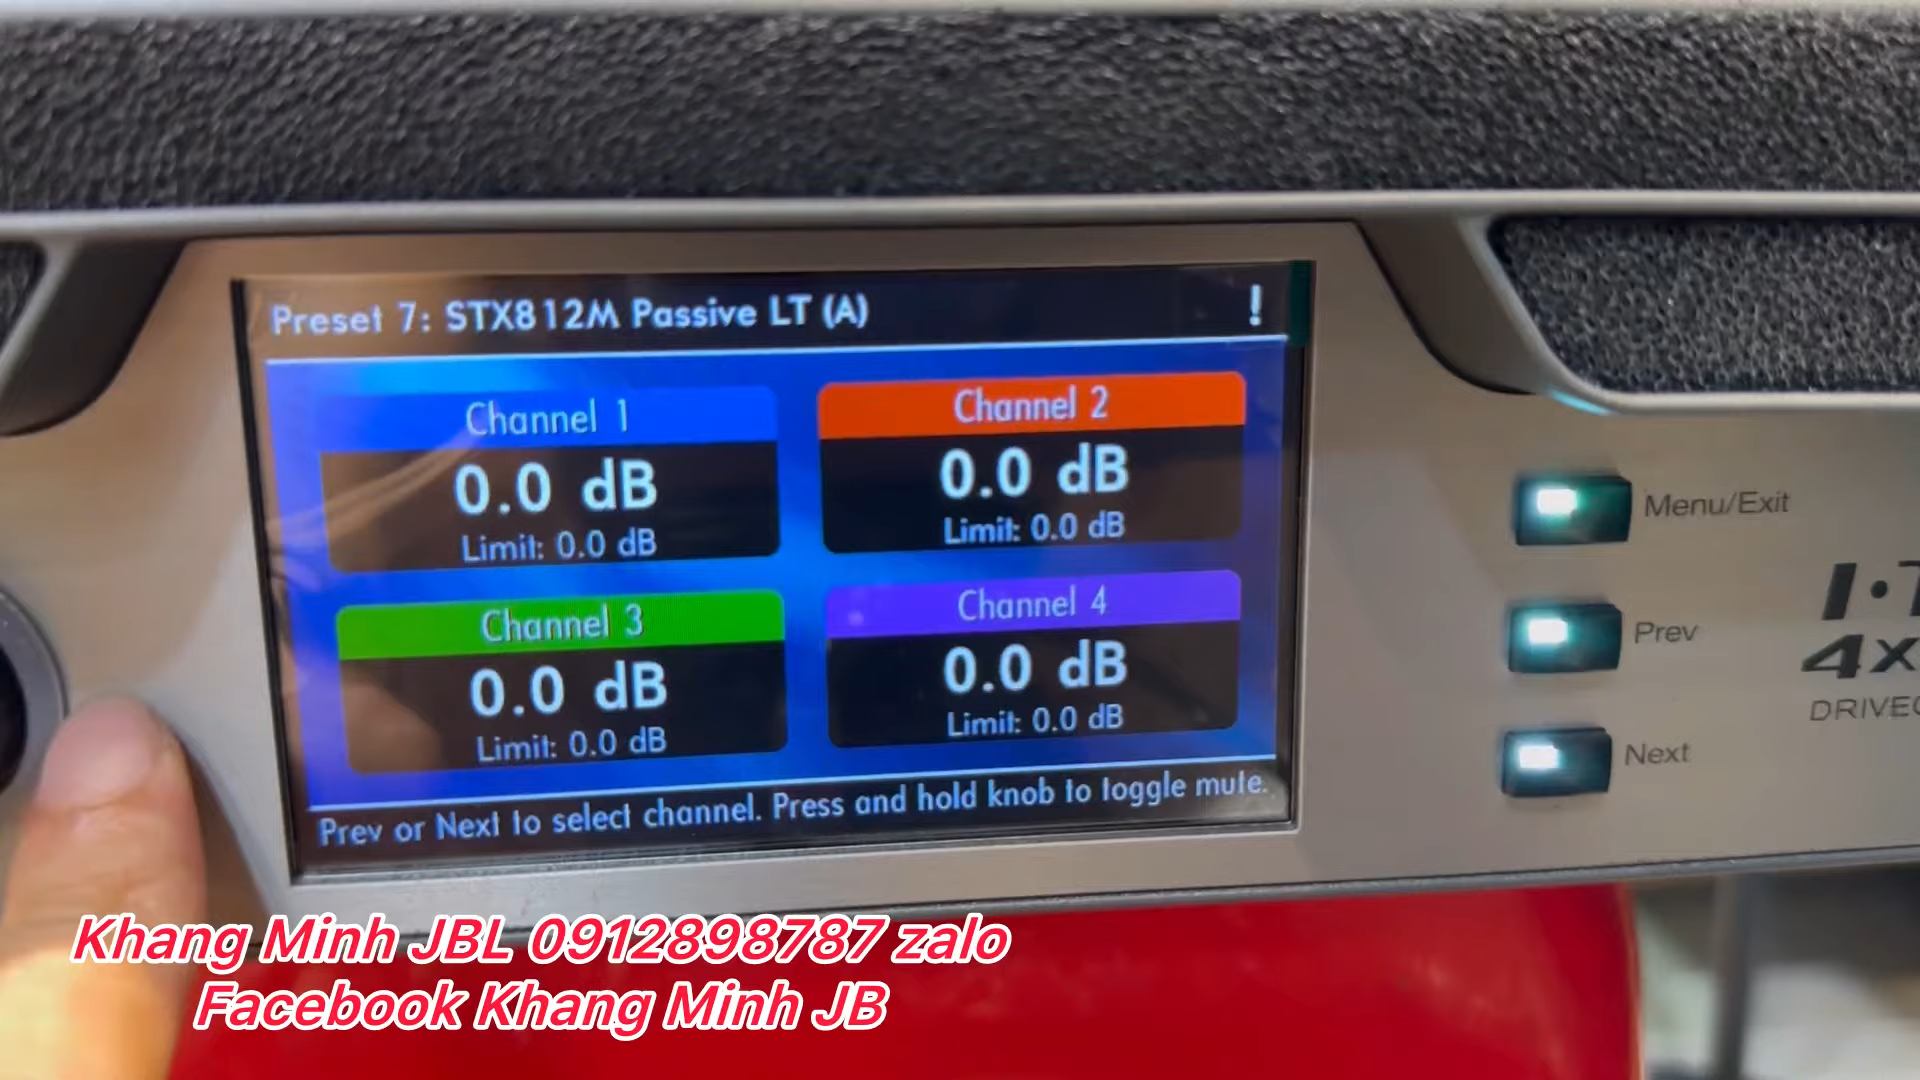 Preset 7: STX812M Passive LT (A) !
Channel 1
0.0 dB
Limit: 0.0 dB
Channel 2
0.0 dB
Limit: 0.0 dB
Channel 3
0.0 dB
Limit: 0.0 dB
Channel 4
0.0 dB
Limit: 0.0 dB
Prev or Next to select channel. Press and hold knob to toggle mute.
Menu/Exit
Prev
Next
Khang Minh JBL 0912898787 zalo
Facebook Khang Minh JB